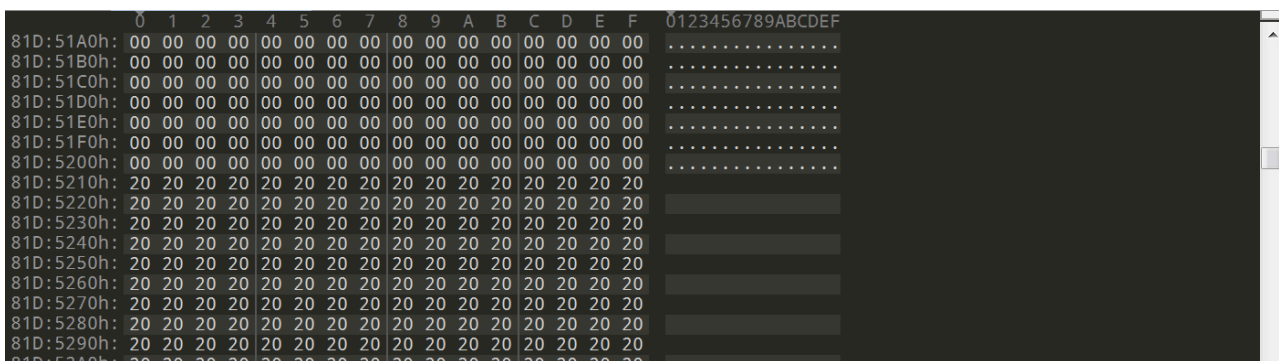 0 1 2 3 4 5 6 7 8 9 A B C D E F 0123456789ABCDEF
81D:51A0h: 00 00 00 00 00 00 00 00 00 00 00 00 00 00 00 00 ................
81D:51B0h: 00 00 00 00 00 00 00 00 00 00 00 00 00 00 00 00 ................
81D:51C0h: 00 00 00 00 00 00 00 00 00 00 00 00 00 00 00 00 ................
81D:51D0h: 00 00 00 00 00 00 00 00 00 00 00 00 00 00 00 00 ................
81D:51E0h: 00 00 00 00 00 00 00 00 00 00 00 00 00 00 00 00 ................
81D:51F0h: 00 00 00 00 00 00 00 00 00 00 00 00 00 00 00 00 ................
81D:5200h: 00 00 00 00 00 00 00 00 00 00 00 00 00 00 00 00 ................
81D:5210h: 20 20 20 20 20 20 20 20 20 20 20 20 20 20 20 20
81D:5220h: 20 20 20 20 20 20 20 20 20 20 20 20 20 20 20 20
81D:5230h: 20 20 20 20 20 20 20 20 20 20 20 20 20 20 20 20
81D:5240h: 20 20 20 20 20 20 20 20 20 20 20 20 20 20 20 20
81D:5250h: 20 20 20 20 20 20 20 20 20 20 20 20 20 20 20 20
81D:5260h: 20 20 20 20 20 20 20 20 20 20 20 20 20 20 20 20
81D:5270h: 20 20 20 20 20 20 20 20 20 20 20 20 20 20 20 20
81D:5280h: 20 20 20 20 20 20 20 20 20 20 20 20 20 20 20 20
81D:5290h: 20 20 20 20 20 20 20 20 20 20 20 20 20 20 20 20